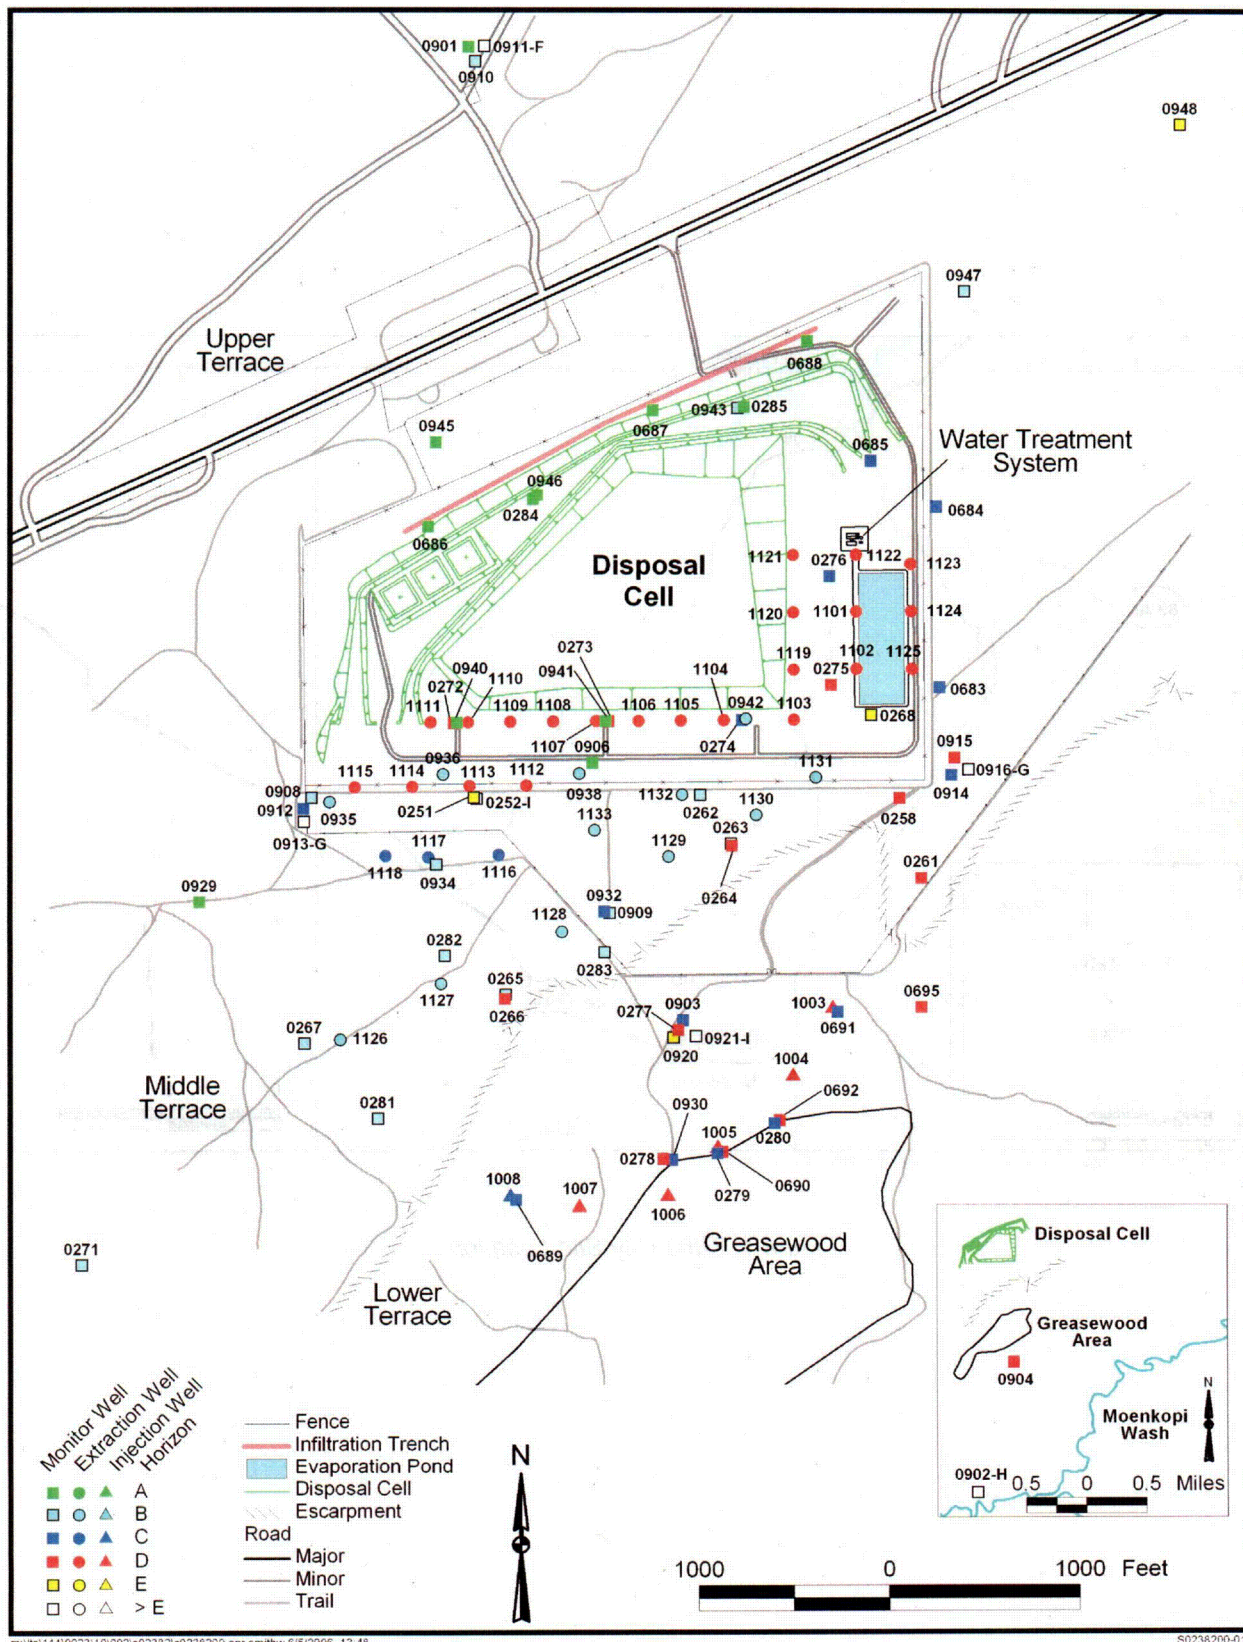 0901
0911-F
0910
0948
0947
Upper
Terrace
0688
0943
0285
0687
0945
0685
Water Treatment
System
0946
0284
0686
0684
Disposal
Cell
1121
0276
1122
1123
1120
1101
1124
0273
0941
0940
0272
1110
1119
0275
1102
1125
1104
0683
1111
1109
1108
1106
1105
0942
1103
0268
1107
0906
0274
0915
0916-G
0914
0936
1131
1115
1114
1113
1112
0938
0908
0912
0935
0251
0252-I
1132
0262
1130
0258
0913-G
1133
0263
1117
1129
0261
1118
0934
1116
0264
0929
0932
0909
1128
0282
0283
0265
0266
1127
0903
0277
1003
0695
0691
0267
1126
0921-I
0920
1004
Middle
Terrace
0692
0281
0930
1005
0280
0278
0690
0279
1008
1007
1006
0689
0271
Greasewood
Area
Lower
Terrace
Disposal Cell
Greasewood
Area
0904
N
Moenkopi
Wash
0902-H
0.5 0 0.5 Miles
Monitor Well
Extraction Well
Injection Well
Horizon
A
B
C
D
E
> E
Fence
Infiltration Trench
Evaporation Pond
Disposal Cell
Escarpment
Road
Major
Minor
Trail
N
1000 0 1000 Feet